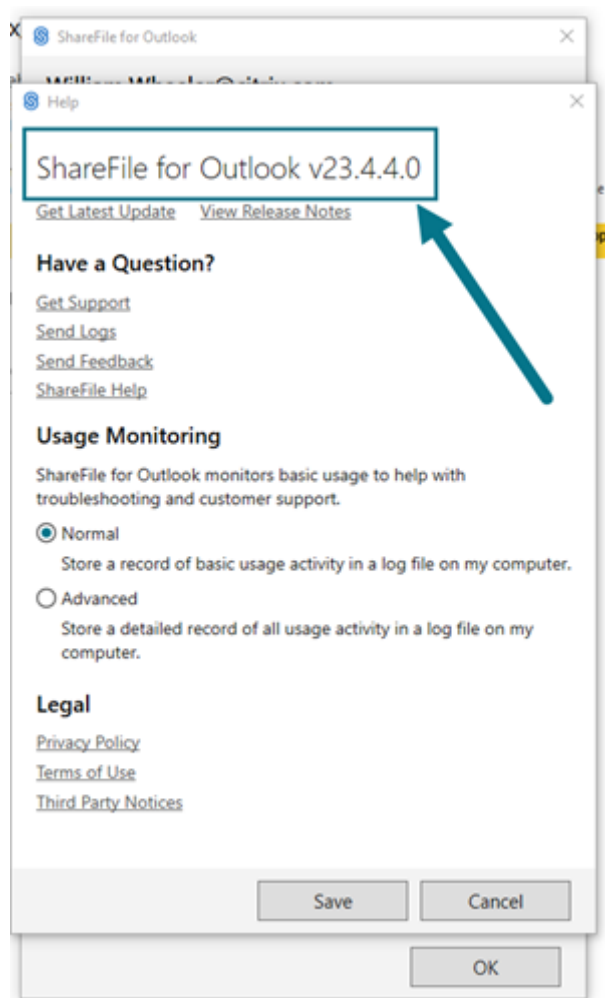 ShareFile for Outlook
Help
ShareFile for Outlook v23.4.4.0
Get Latest Update View Release Notes
Have a Question?
Get Support
Send Logs
Send Feedback
ShareFile Help
Usage Monitoring
ShareFile for Outlook monitors basic usage to help with
troubleshooting and customer support.
Normal
Store a record of basic usage activity in a log file on my computer.
Advanced
Store a detailed record of all usage activity in a log file on my
computer.
Legal
Privacy Policy
Terms of Use
Third Party Notices
Save Cancel
OK